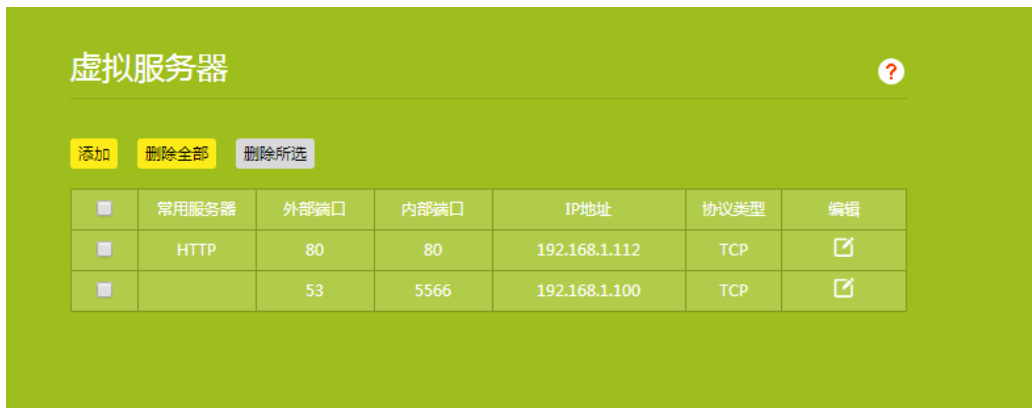 虚拟服务器 ?
添加 删除全部 删除所选
常用服务器 外部端口 内部端口 IP地址 协议类型 编辑
HTTP 80 80 192.168.1.112 TCP
53 5566 192.168.1.100 TCP